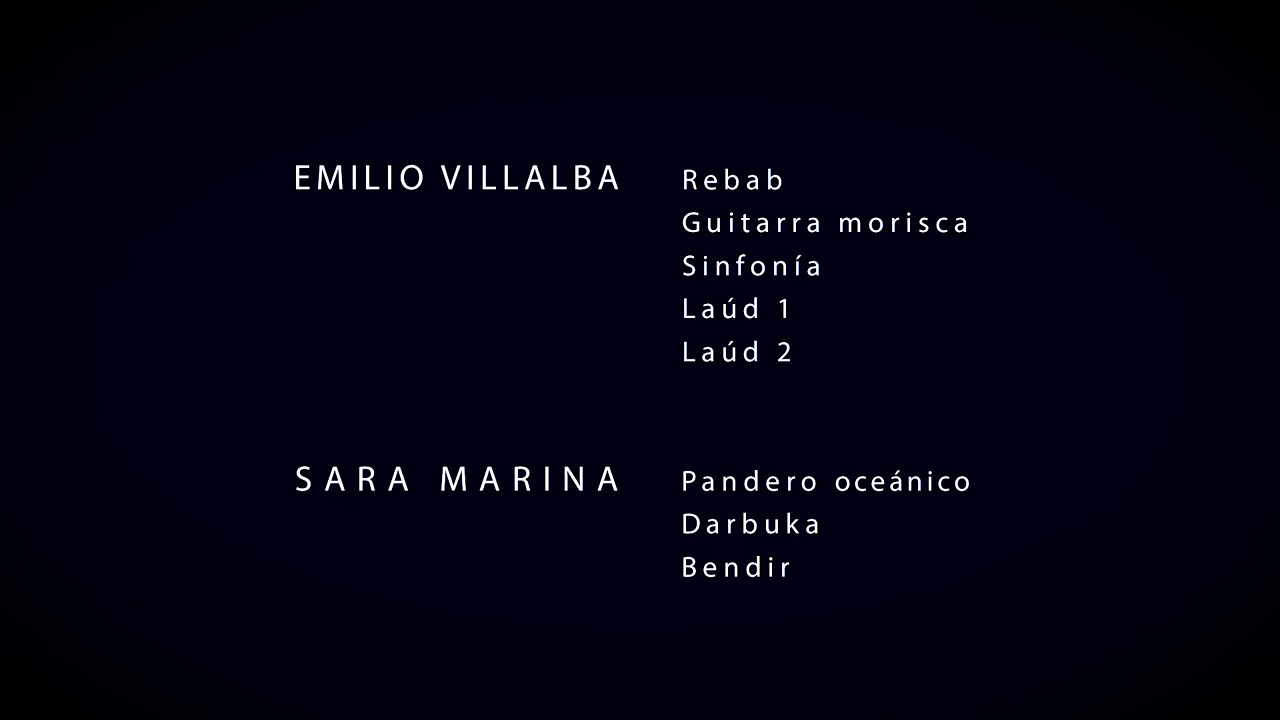 EMILIO VILLALBA Rebab
Guitarra morisca
Sinfonía
Laúd 1
Laúd 2
SARA MARINA Pandero oceánico
Darbuka
Bendir